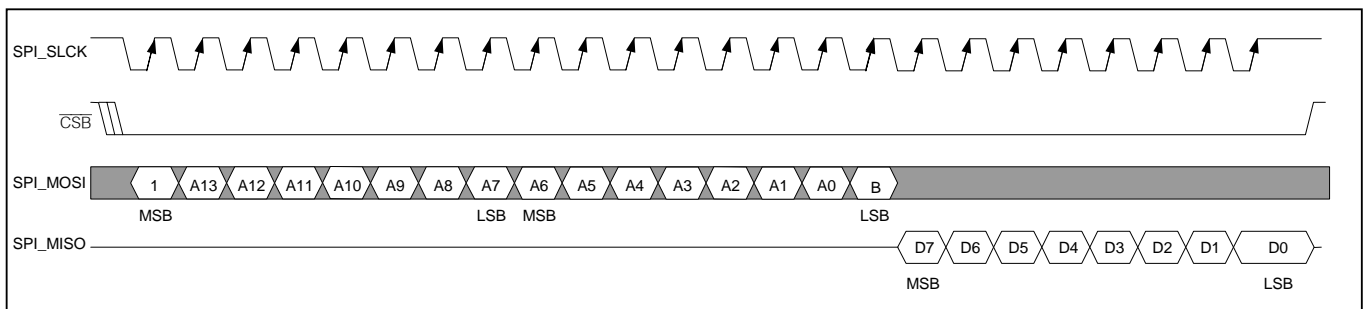 SPI_SLCK
CSB
SPI_MOSI 1 A13 A12 A11 A10 A9 A8 A7 A6 A5 A4 A3 A2 A1 A0 B
MSB LSB MSB LSB
SPI_MISO D7 D6 D5 D4 D3 D2 D1 D0
MSB LSB